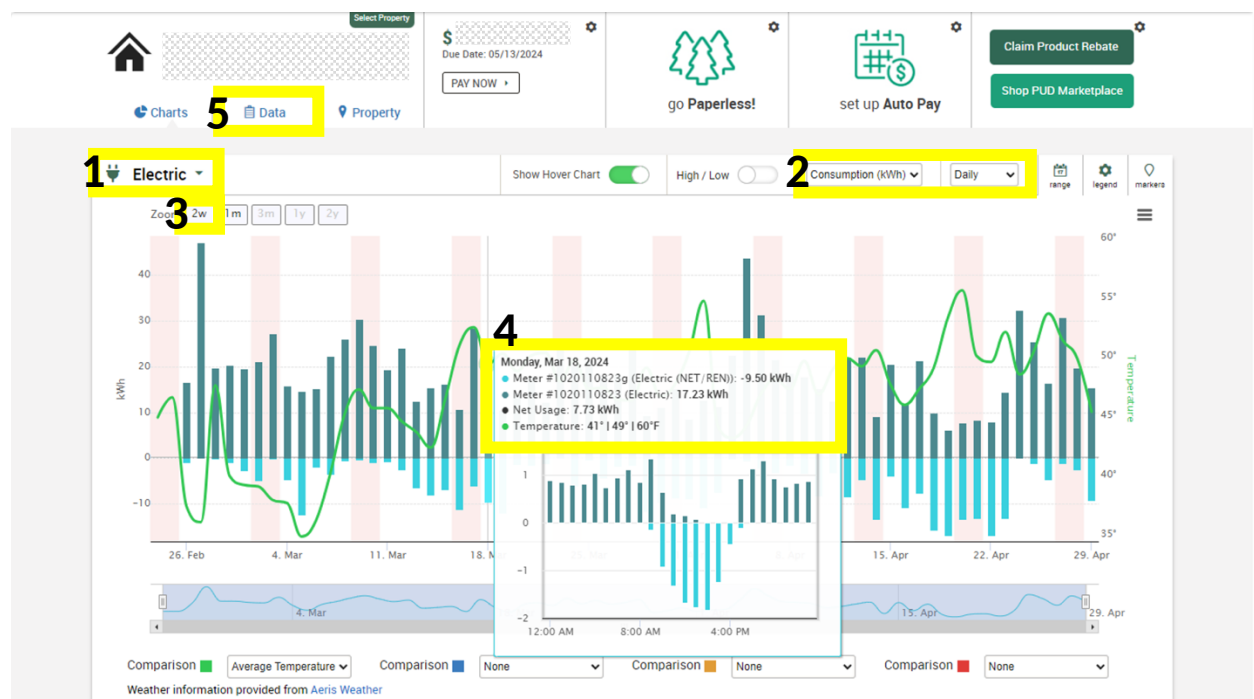 Select Property
$
Due Date: 05/13/2024
PAY NOW
go Paperless!
set up Auto Pay
Claim Product Rebate
Shop PUD Marketplace
Charts
5
Data
Property
1
Electric
Show Hover Chart
High / Low
2
Consumption (kWh)
Daily
17
range
legend
markers
Zoom
3
2w
1m
3m
1y
2y
60°
40
55°
30
50°
20
45°
10
0
40°
-10
35°
kWh
Temperature
4
Monday, Mar 18, 2024
Meter #1020110823g (Electric (NET/REN)): -9.50 kWh
Meter #1020110823 (Electric): 17.23 kWh
Net Usage: 7.73 kWh
Temperature: 41° | 49° | 60°F
1
0
-1
-2
12:00 AM
8:00 AM
4:00 PM
26. Feb
4. Mar
11. Mar
18. M
15. Apr
22. Apr
29. Apr
4. Mar
15. Apr
29. Apr
Comparison
Average Temperature
Comparison
None
Comparison
None
Comparison
None
Weather information provided from Aeris Weather